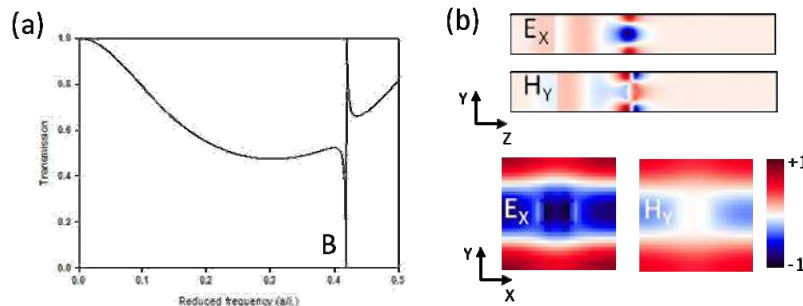 (a)
1.0
0.8
0.6
0.4
0.2
0.0
Transmission
B
0.0 0.1 0.2 0.3 0.4 0.5
Reduced frequency (a/λ)
(b)
E_X
H_Y
Y
Z
E_X
H_Y
+1
-1
Y
X